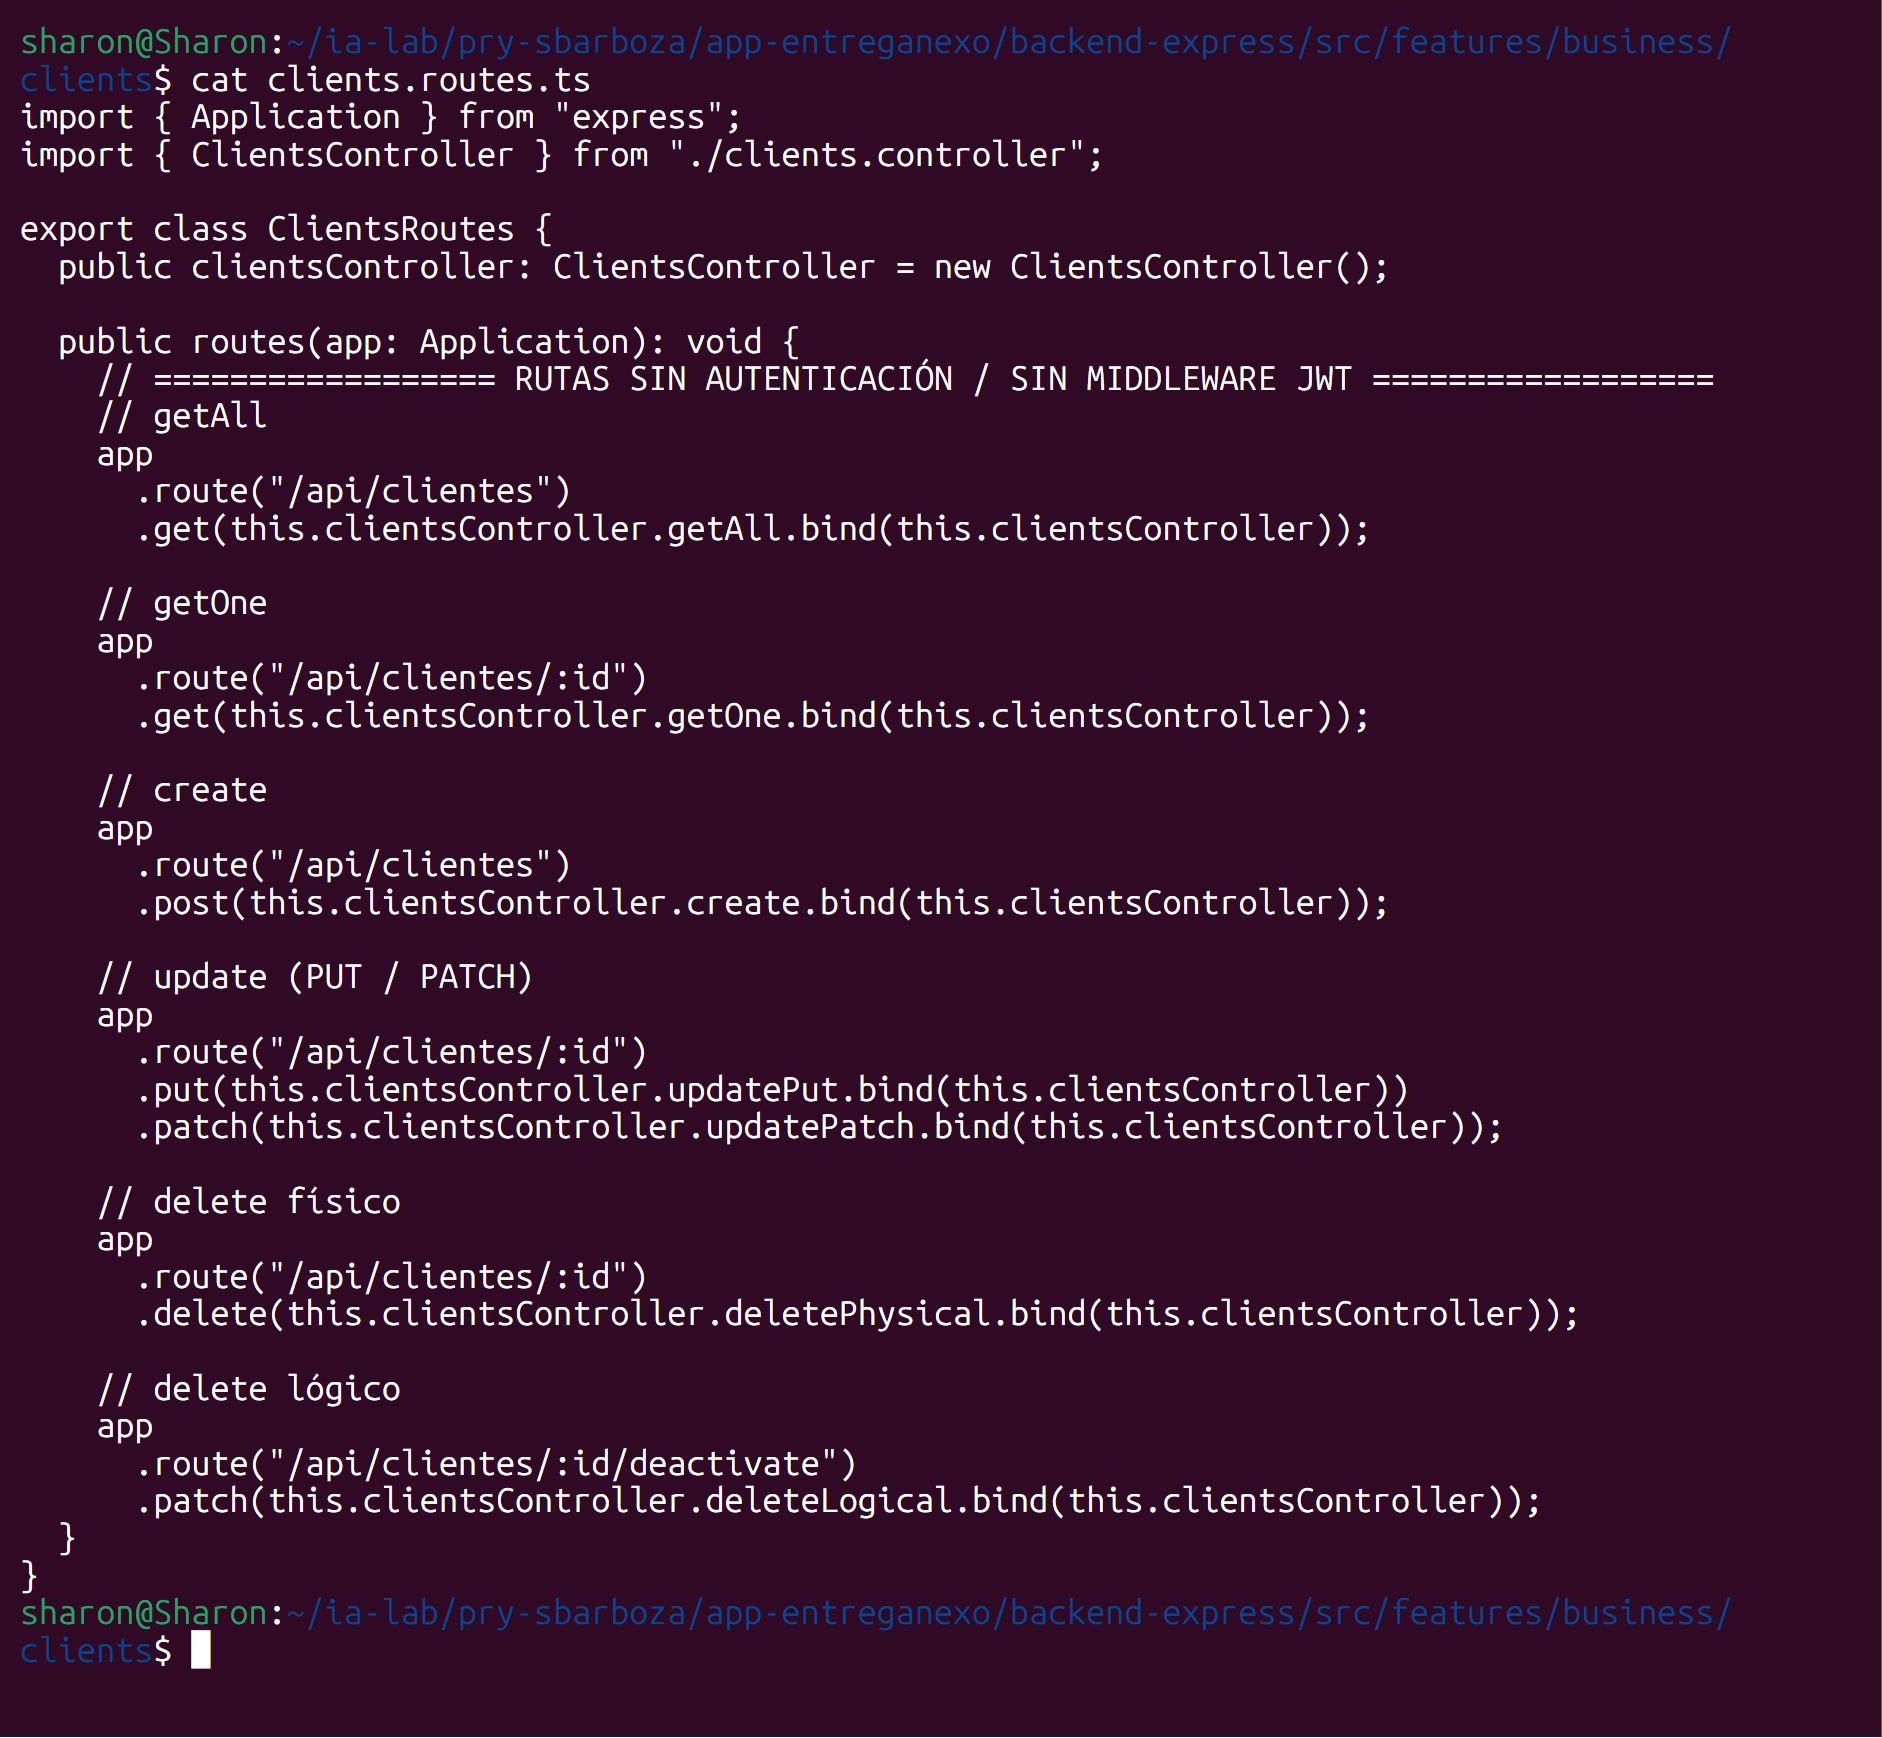 sharon@Sharon:~/ia-lab/pry-sbarboza/app-entreganexo/backend-express/src/features/business/
clients$ cat clients.routes.ts
import { Application } from "express";
import { ClientsController } from "./clients.controller";

export class ClientsRoutes {
  public clientsController: ClientsController = new ClientsController();

  public routes(app: Application): void {
    // ================== RUTAS SIN AUTENTICACIÓN / SIN MIDDLEWARE JWT ==================
    // getAll
    app
      .route("/api/clientes")
      .get(this.clientsController.getAll.bind(this.clientsController));

    // getOne
    app
      .route("/api/clientes/:id")
      .get(this.clientsController.getOne.bind(this.clientsController));

    // create
    app
      .route("/api/clientes")
      .post(this.clientsController.create.bind(this.clientsController));

    // update (PUT / PATCH)
    app
      .route("/api/clientes/:id")
      .put(this.clientsController.updatePut.bind(this.clientsController))
      .patch(this.clientsController.updatePatch.bind(this.clientsController));

    // delete físico
    app
      .route("/api/clientes/:id")
      .delete(this.clientsController.deletePhysical.bind(this.clientsController));

    // delete lógico
    app
      .route("/api/clientes/:id/deactivate")
      .patch(this.clientsController.deleteLogical.bind(this.clientsController));
  }
}
sharon@Sharon:~/ia-lab/pry-sbarboza/app-entreganexo/backend-express/src/features/business/
clients$